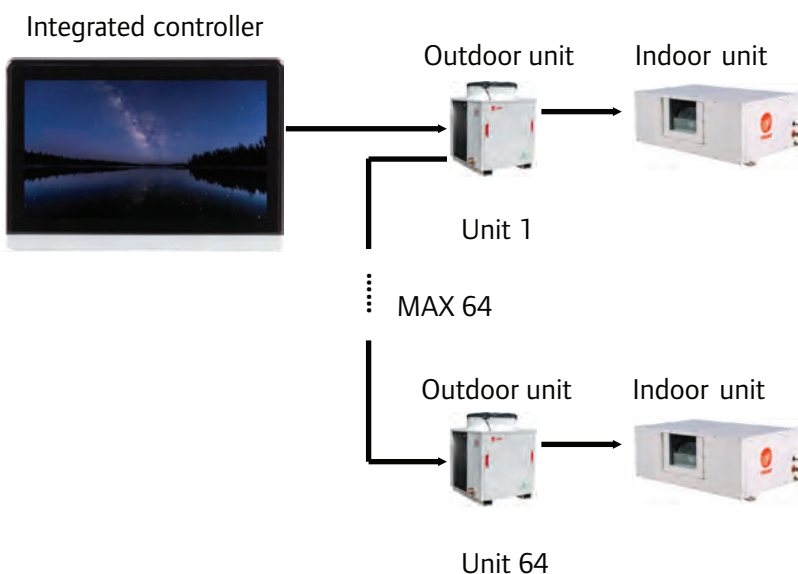 Integrated controller
Outdoor unit
Indoor unit
Unit 1
MAX 64
Outdoor unit
Indoor unit
Unit 64